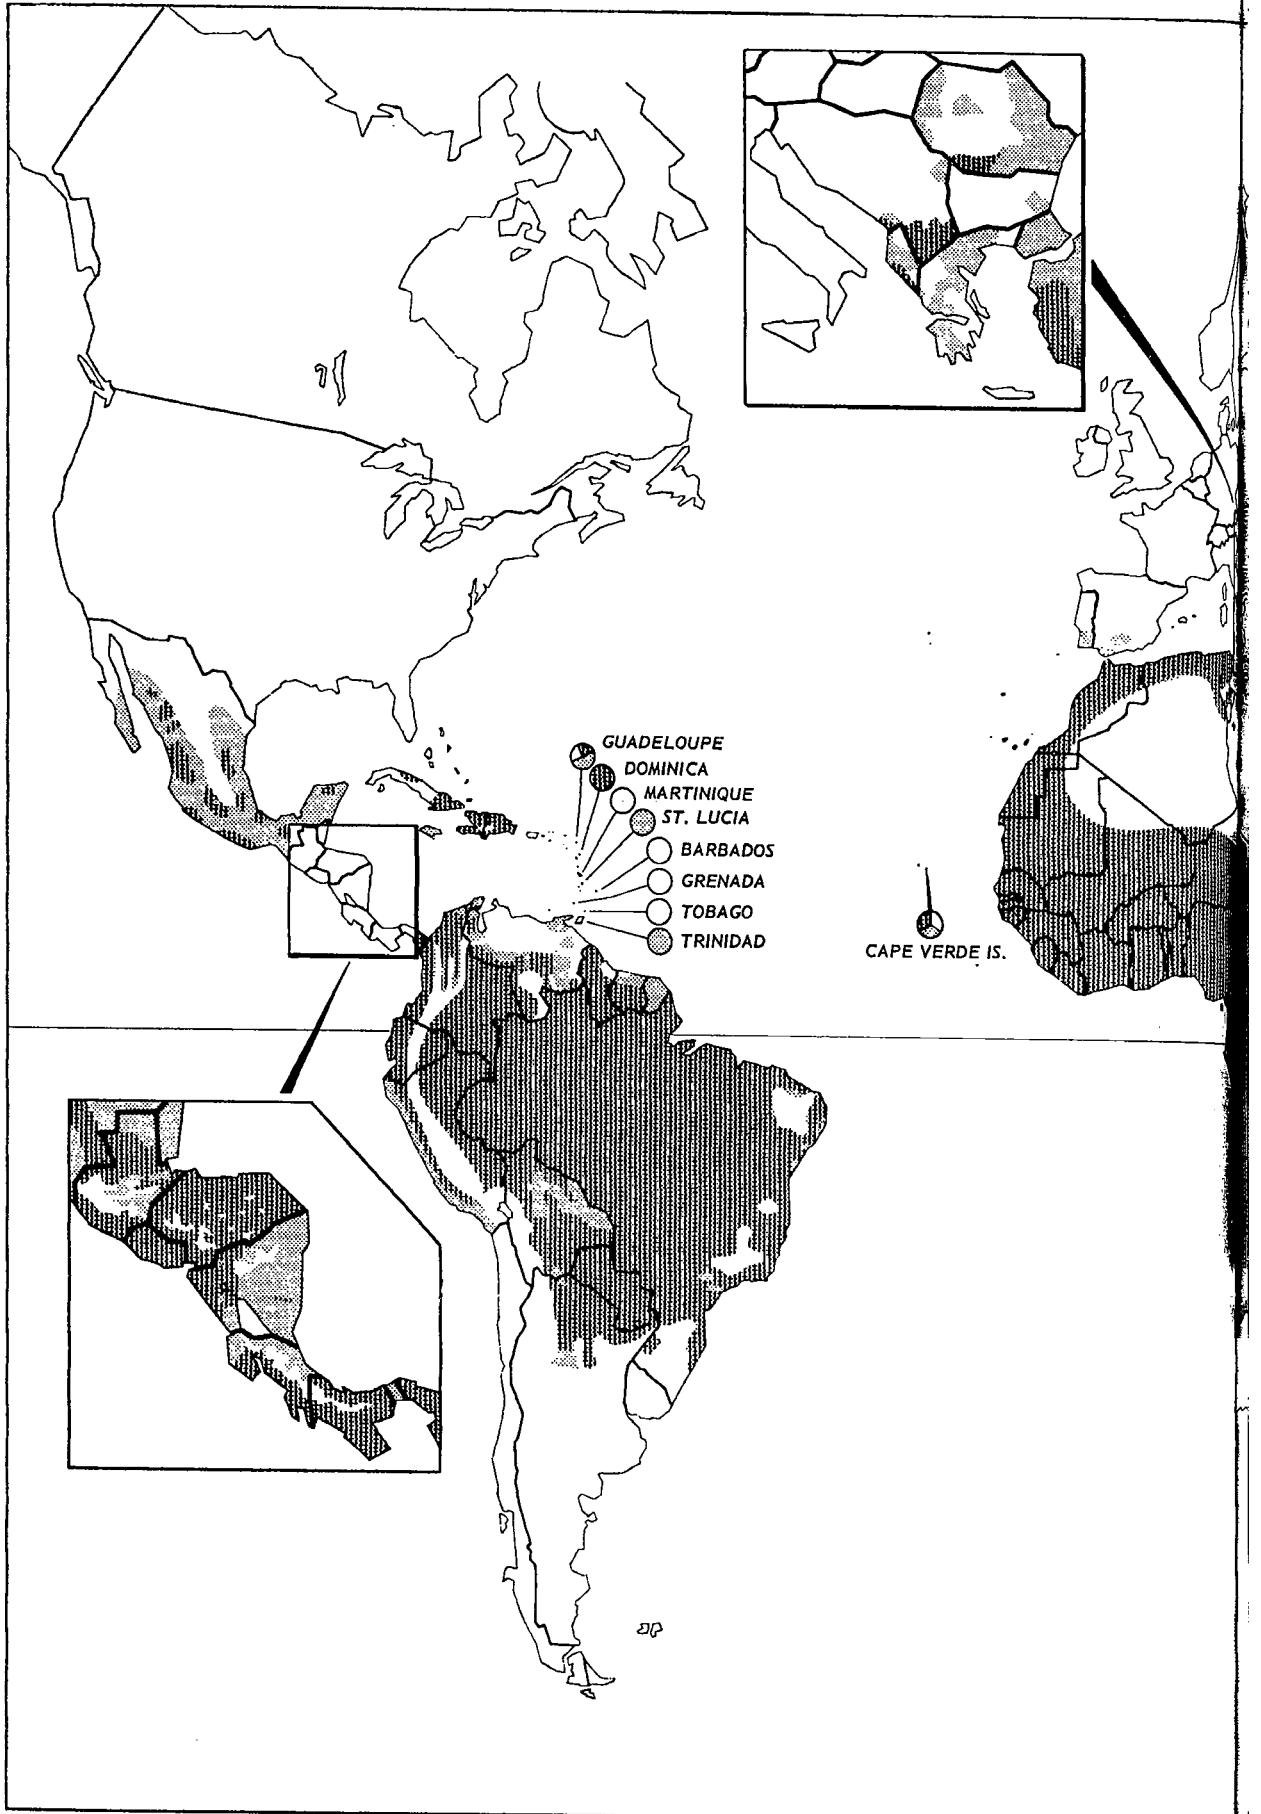 GUADELOUPE
DOMINICA
MARTINIQUE
ST. LUCIA
BARBADOS
GRENADA
TOBAGO
TRINIDAD
CAPE VERDE IS.